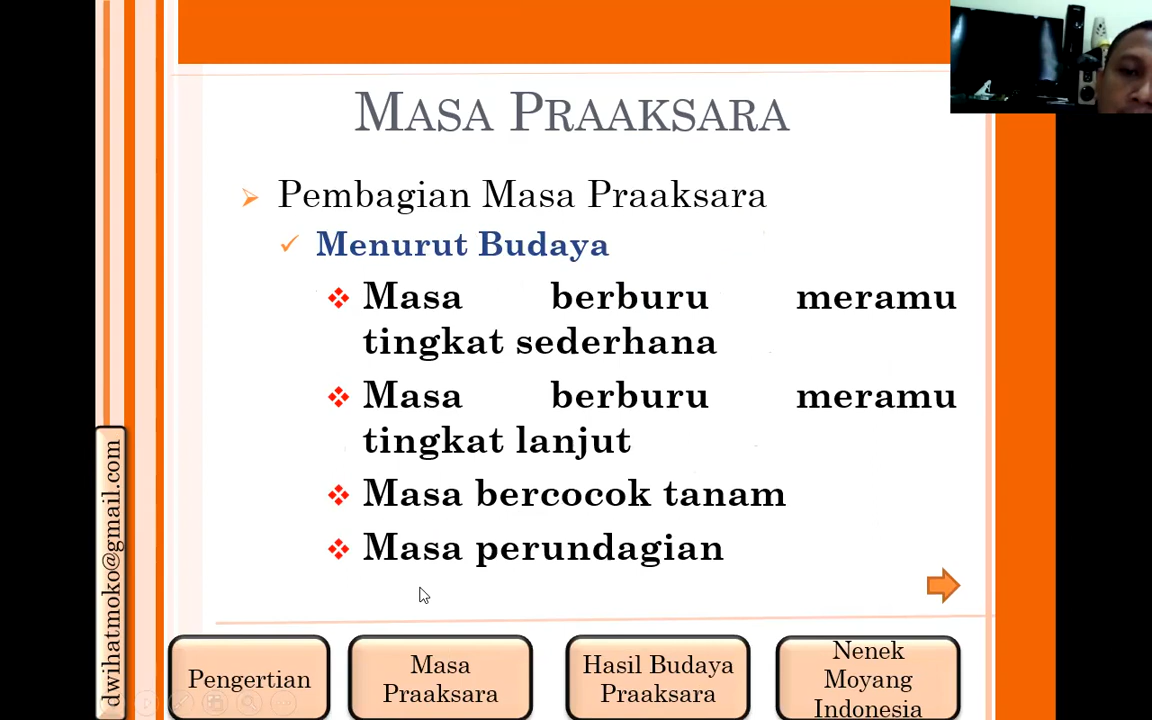 MASA PRAAKSARA
Pembagian Masa Praaksara
Menurut Budaya
Masa berburu meramu
tingkat sederhana
Masa berburu meramu
tingkat lanjut
Masa bercocok tanam
Masa perundagian
dwihatmoko@gmail.com
Pengertian
Masa
Praaksara
Hasil Budaya
Praaksara
Nenek
Moyang
Indonesia